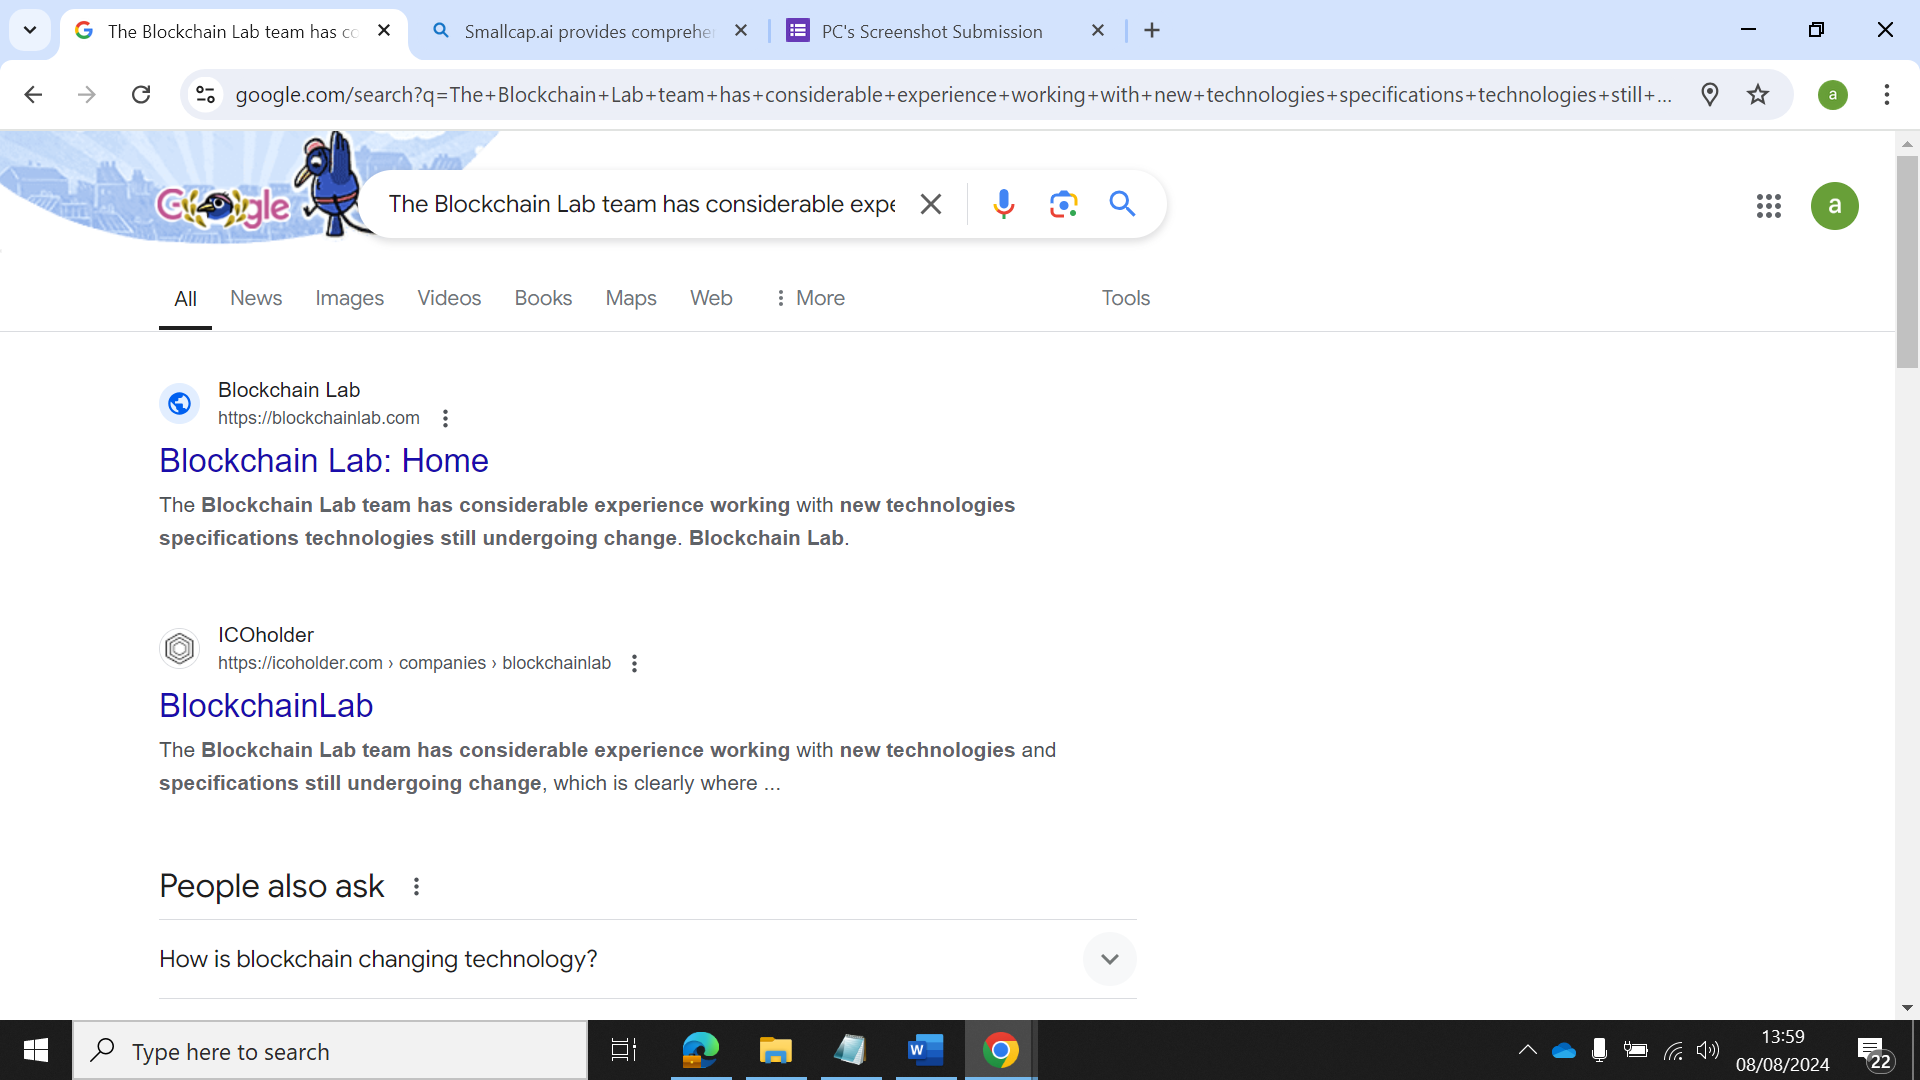 The Blockchain Lab team has co
Smallcap.ai provides comprehe
PC's Screenshot Submission
google.com/search?q=The+Blockchain+Lab+team+has+considerable+experience+working+with+new+technologies+specifications+technologies+still+...
a
Google
The Blockchain Lab team has considerable expe
a
All
News
Images
Videos
Books
Maps
Web
More
Tools
Blockchain Lab
https://blockchainlab.com
Blockchain Lab: Home
The Blockchain Lab team has considerable experience working with new technologies
specifications technologies still undergoing change. Blockchain Lab.
ICOholder
https://icoholder.com › companies › blockchainlab
BlockchainLab
The Blockchain Lab team has considerable experience working with new technologies and
specifications still undergoing change, which is clearly where ...
People also ask
How is blockchain changing technology?
Type here to search
W
13:59
08/08/2024
22